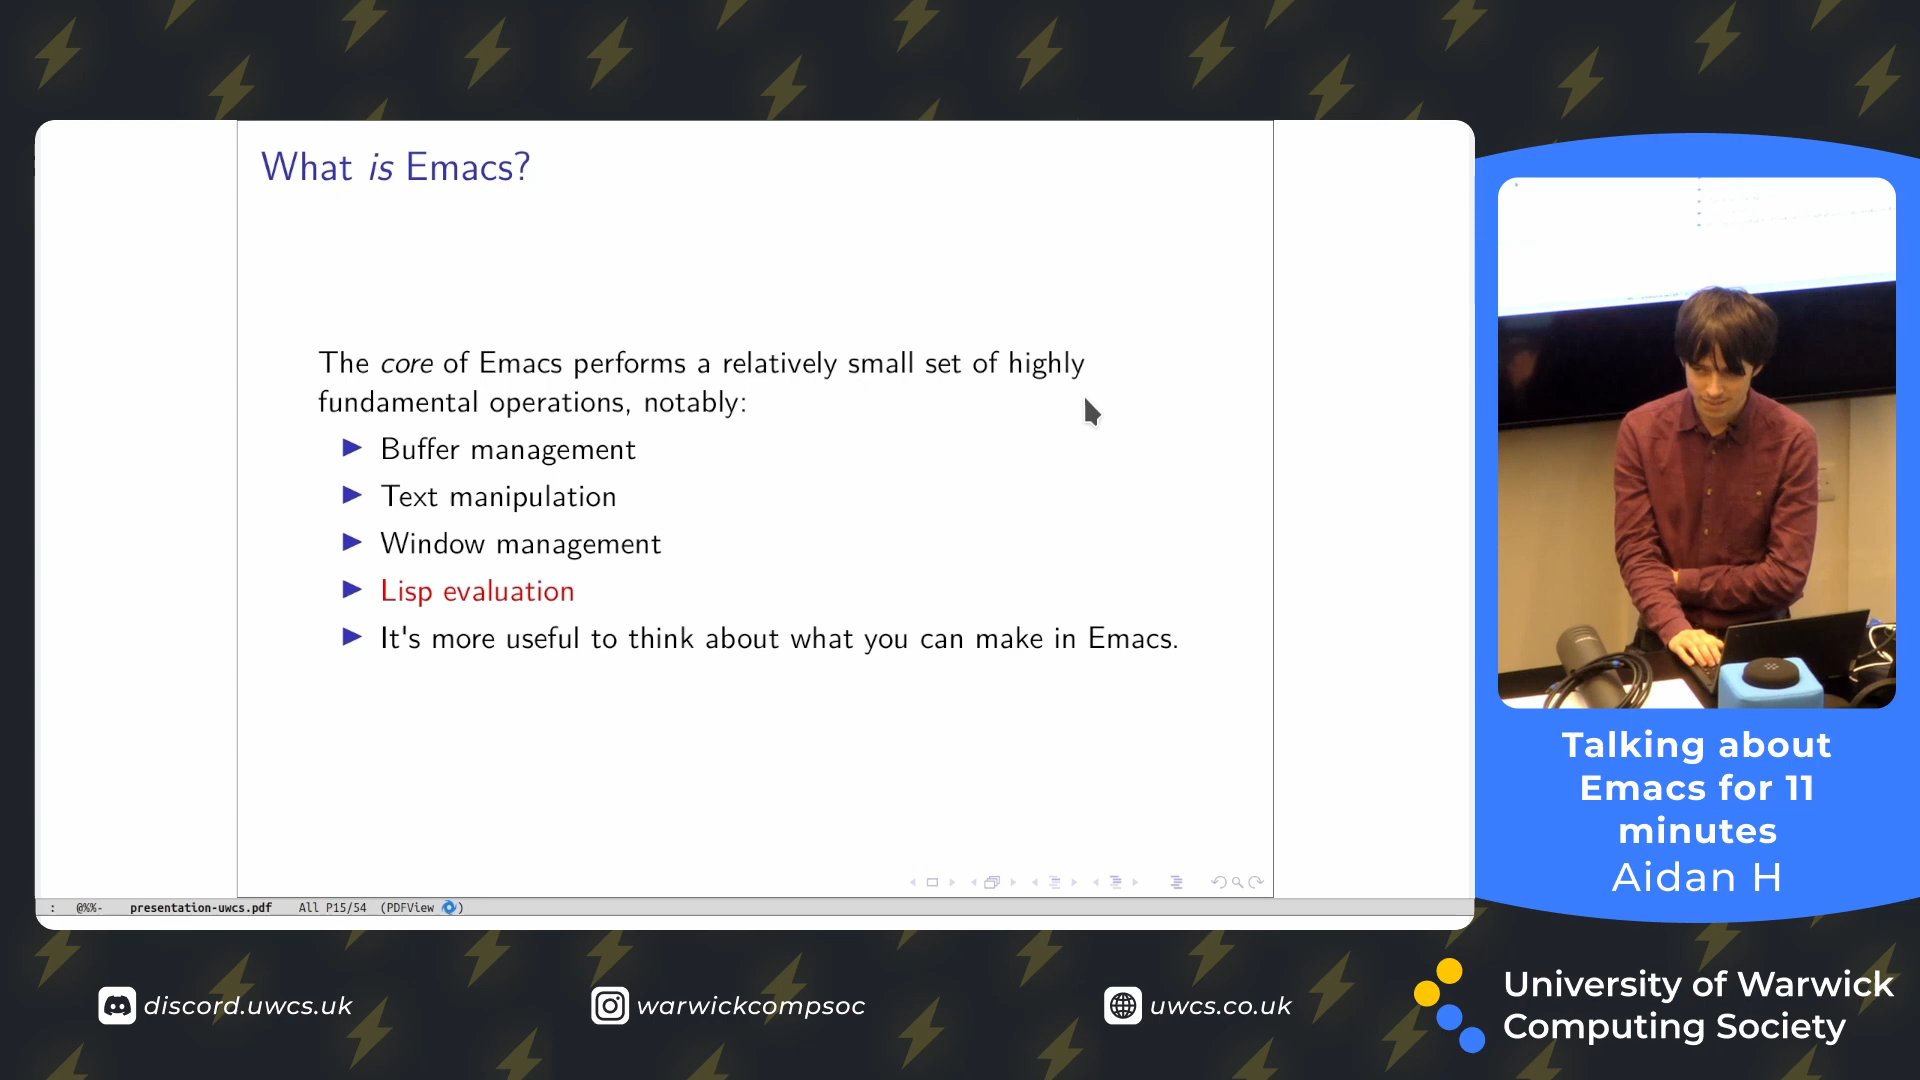 What is Emacs?
The core of Emacs performs a relatively small set of highly
fundamental operations, notably:
Buffer management
Text manipulation
Window management
Lisp evaluation
It's more useful to think about what you can make in Emacs.
: @%%- presentation-uwcs.pdf All P15/54 (PDFView )
Talking about
Emacs for 11
minutes
Aidan H
discord.uwcs.uk
warwickcompsoc
uwcs.co.uk
University of Warwick
Computing Society